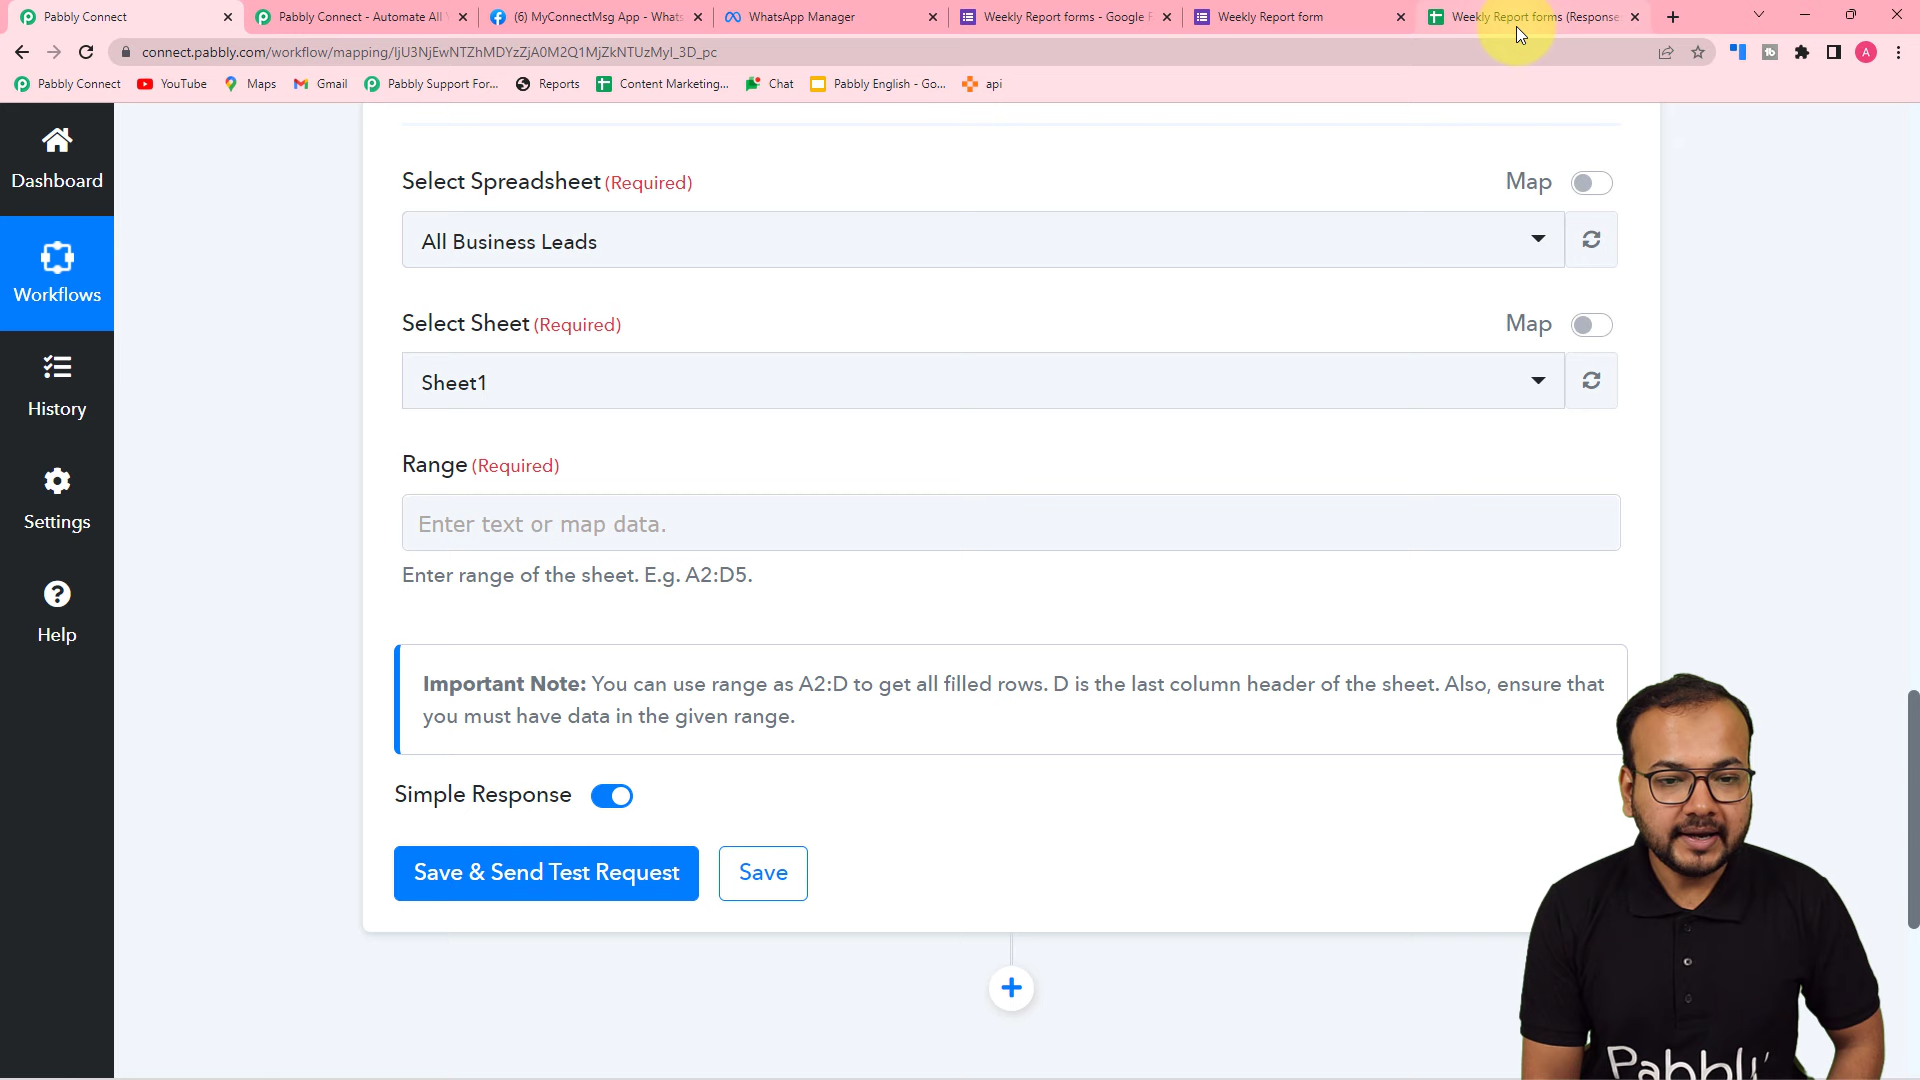 Pabbly Connect
Pabbly Connect - Automate All
(6) MyConnectMsg App - Whats
WhatsApp Manager
Weekly Report forms - Google F
Weekly Report form
Weekly Report forms (Response
connect.pabbly.com/workflow/mapping/
Pabbly Connect
YouTube
Maps
Gmail
Pabbly Support For...
Reports
Content Marketing...
Chat
Pabbly English - Go...
api
A
Dashboard
Workflows
History
Settings
Help
Select Spreadsheet (Required)
Map
All Business Leads
Select Sheet (Required)
Map
Sheet1
Range (Required)
Enter text or map data.
Enter range of the sheet. E.g. A2:D5.
Important Note: You can use range as A2:D to get all filled rows. D is the last column header of the sheet. Also, ensure that
you must have data in the given range.
Simple Response
Save & Send Test Request
Save
Pabbly